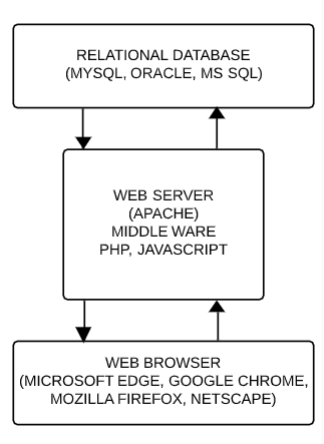 RELATIONAL DATABASE
(MYSQL, ORACLE, MS SQL)
WEB SERVER
(APACHE)
MIDDLE WARE
PHP, JAVASCRIPT
WEB BROWSER
(MICROSOFT EDGE, GOOGLE CHROME,
MOZILLA FIREFOX, NETSCAPE)